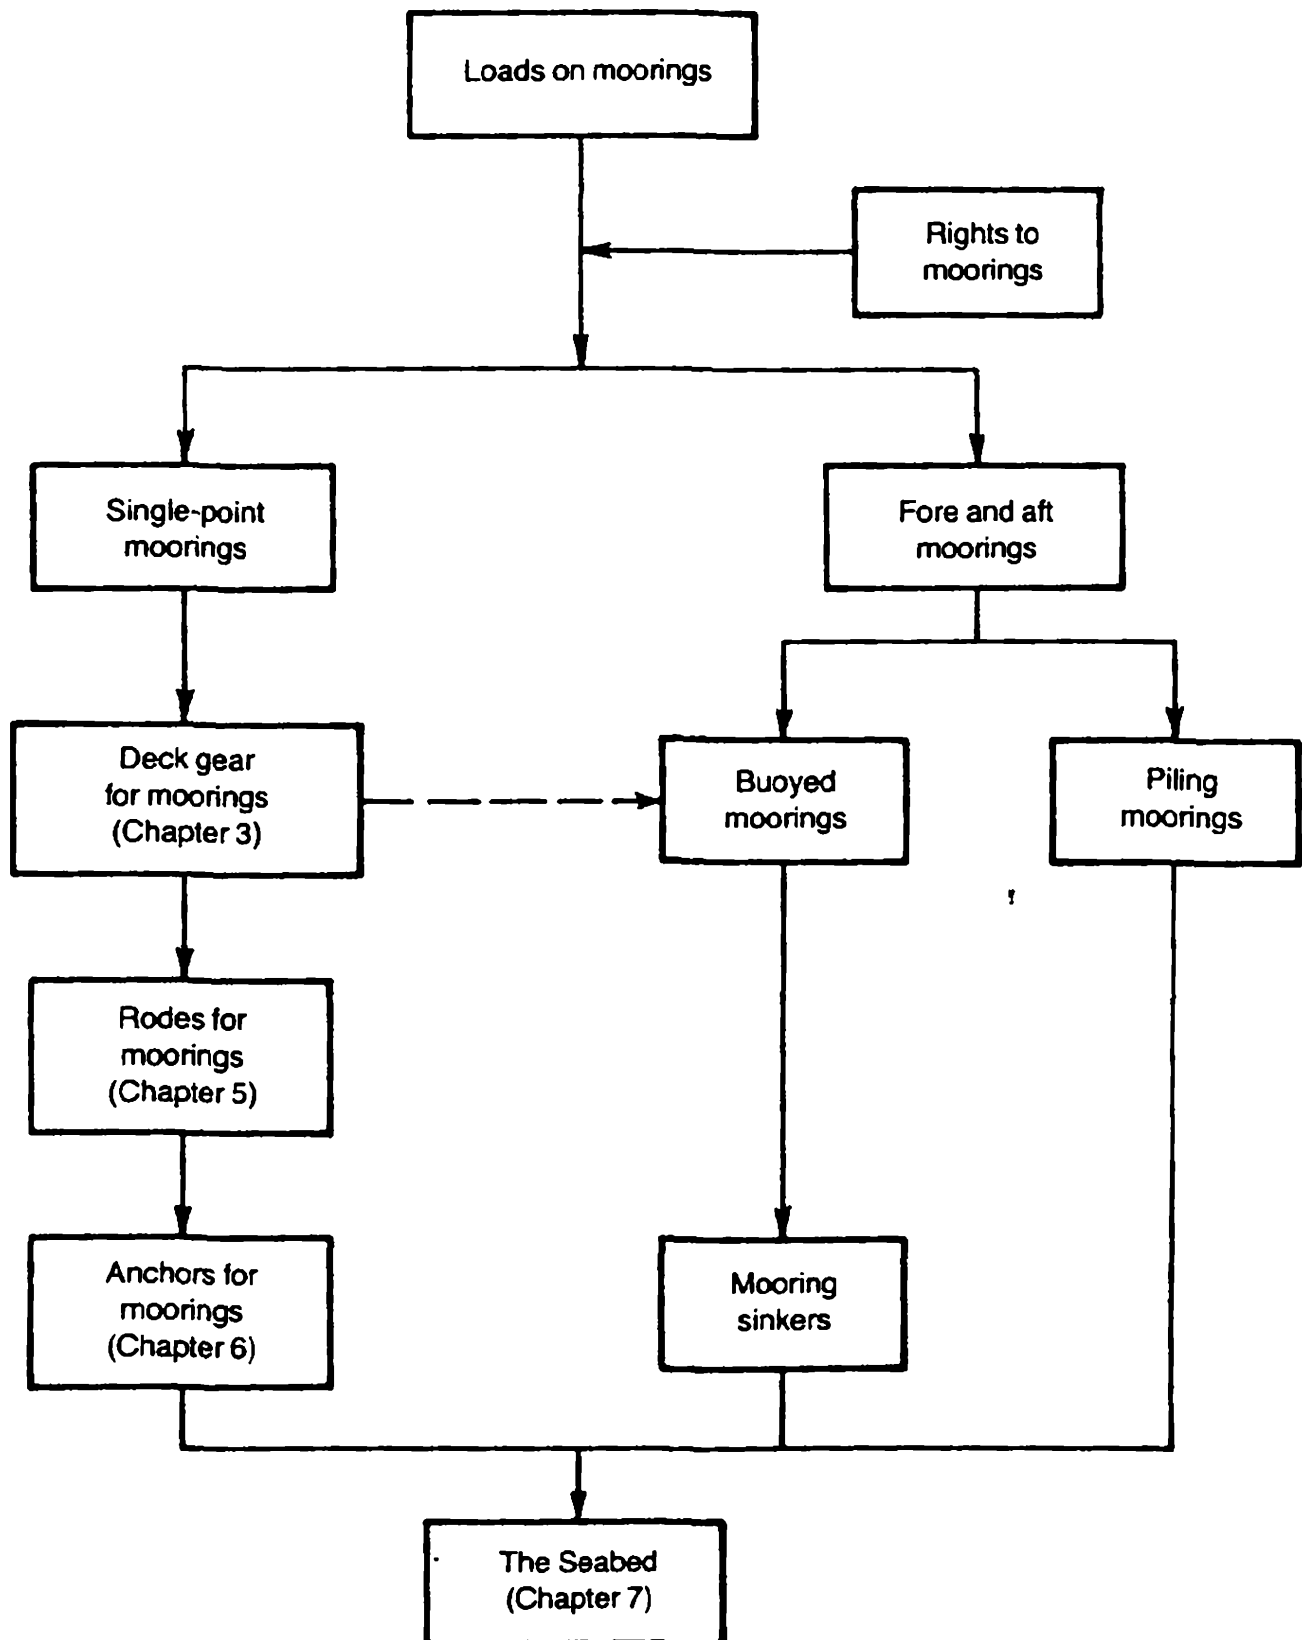 Loads on moorings
Rights to
moorings
Single-point
moorings
Fore and aft
moorings
Deck gear
for moorings
(Chapter 3)
Buoyed
moorings
Piling
moorings
Rodes for
moorings
(Chapter 5)
Anchors for
moorings
(Chapter 6)
Mooring
sinkers
The Seabed
(Chapter 7)